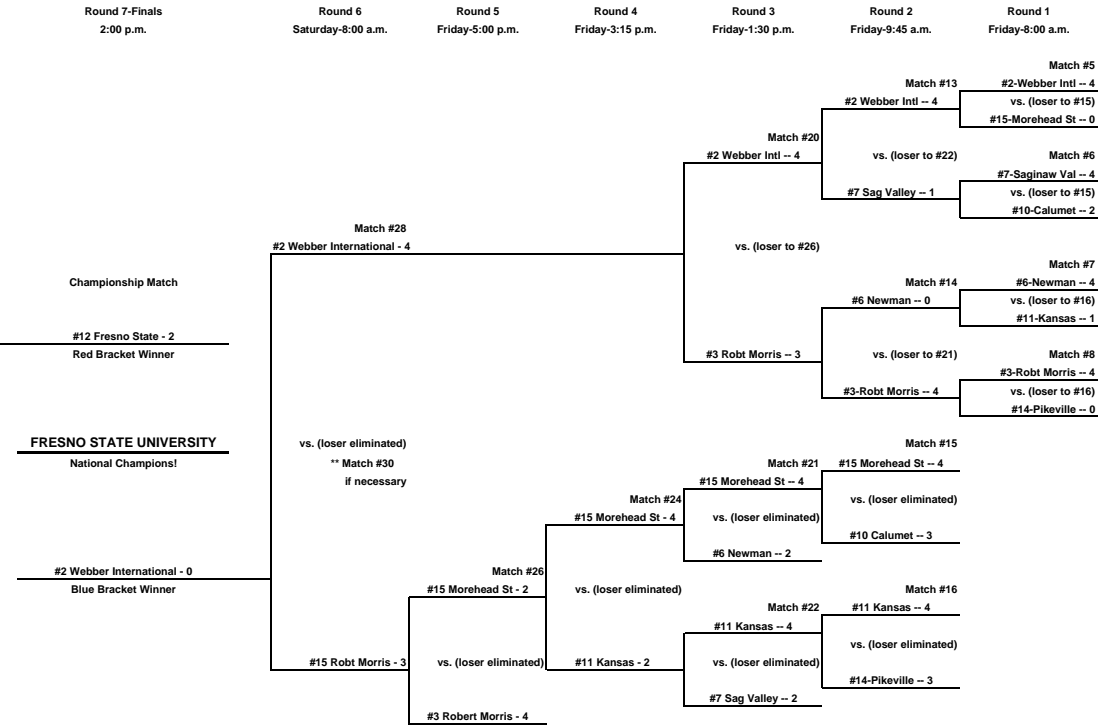 Round 7-Finals Round 6 Round 5 Round 4 Round 3 Round 2 Round 1
2:00 p.m. Saturday-8:00 a.m. Friday-5:00 p.m. Friday-3:15 p.m. Friday-1:30 p.m. Friday-9:45 a.m. Friday-8:00 a.m.
Match #5
Match #13 #2-Webber Intl -- 4
#2 Webber Intl -- 4 vs. (loser to #15)
#15-Morehead St -- 0
Match #20
#2 Webber Intl -- 4 vs. (loser to #22) Match #6
#7-Saginaw Val -- 4
#7 Sag Valley -- 1 vs. (loser to #15)
#10-Calumet -- 2
Match #28
#2 Webber International - 4 vs. (loser to #26)
Match #7
Championship Match Match #14 #6-Newman -- 4
#6 Newman -- 0 vs. (loser to #16)
#11-Kansas -- 1
#12 Fresno State - 2
Red Bracket Winner #3 Robt Morris -- 3 vs. (loser to #21) Match #8
#3-Robt Morris -- 4
#3-Robt Morris -- 4 vs. (loser to #16)
#14-Pikeville -- 0
FRESNO STATE UNIVERSITY vs. (loser eliminated) Match #15
National Champions! ** Match #30 Match #21 #15 Morehead St -- 4
if necessary #15 Morehead St -- 4
Match #24 vs. (loser eliminated)
#15 Morehead St - 4 vs. (loser eliminated)
#10 Calumet -- 3
#6 Newman -- 2
#2 Webber International - 0 Match #26
Blue Bracket Winner #15 Morehead St - 2 vs. (loser eliminated) Match #16
Match #22 #11 Kansas -- 4
#11 Kansas -- 4
vs. (loser eliminated)
#15 Robt Morris - 3 vs. (loser eliminated) #11 Kansas - 2 vs. (loser eliminated)
#14-Pikeville -- 3
#7 Sag Valley -- 2
#3 Robert Morris - 4